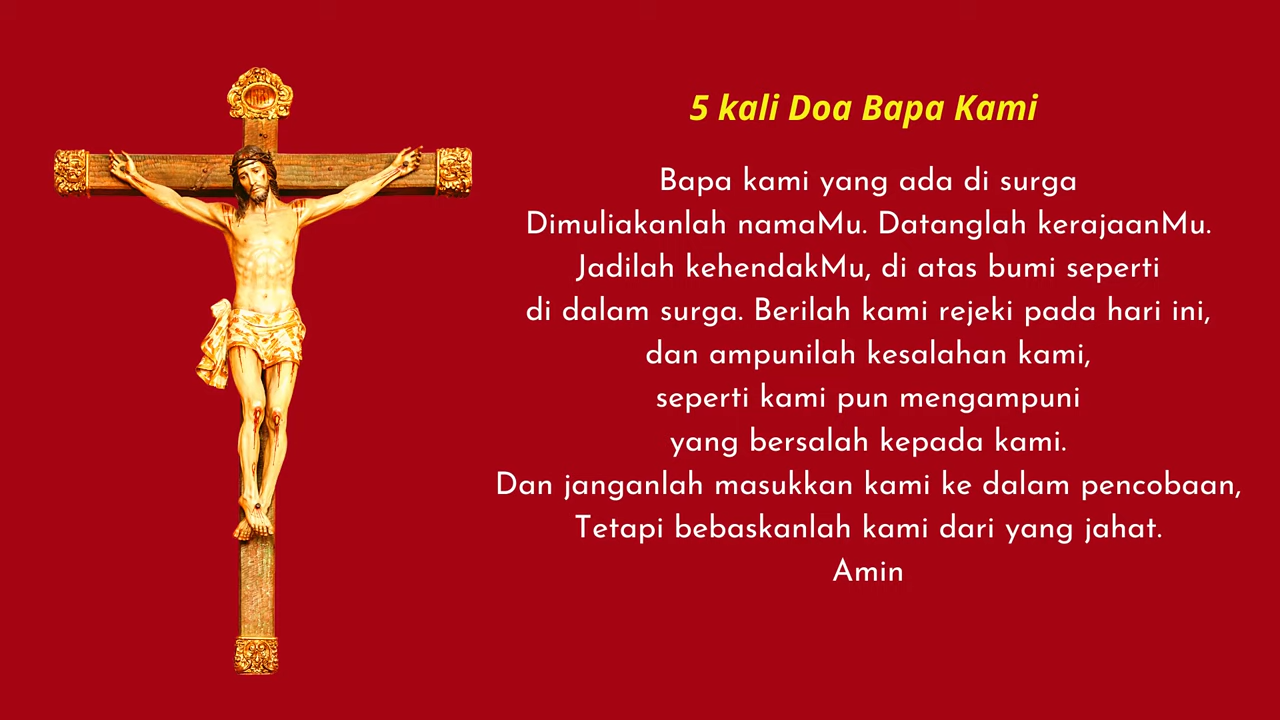 5 kali Doa Bapa Kami
Bapa kami yang ada di surga
Dimuliakanlah namaMu. Datanglah kerajaanMu.
Jadilah kehendakMu, di atas bumi seperti
di dalam surga. Berilah kami rejeki pada hari ini,
dan ampunilah kesalahan kami,
seperti kami pun mengampuni
yang bersalah kepada kami.
Dan janganlah masukkan kami ke dalam pencobaan,
Tetapi bebaskanlah kami dari yang jahat.
Amin